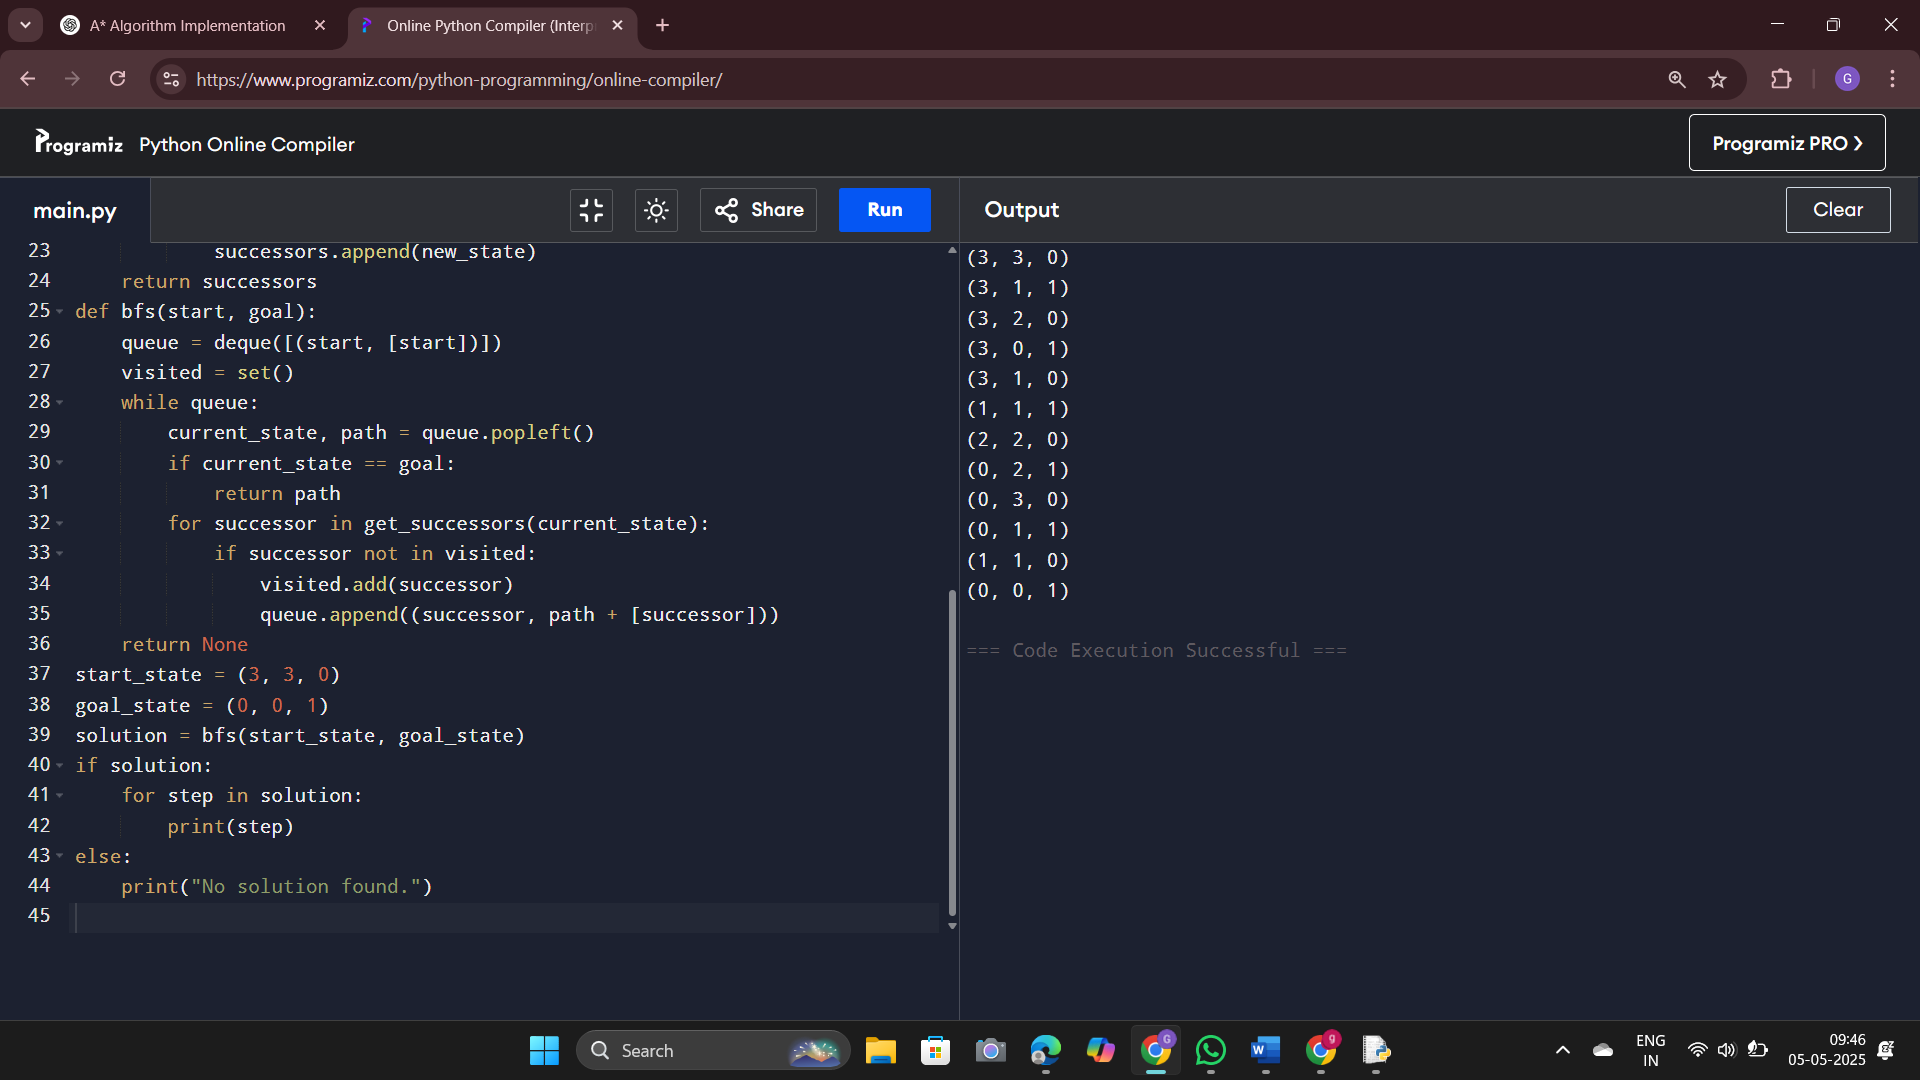 A* Algorithm Implementation
Online Python Compiler (Interp
https://www.programiz.com/python-programming/online-compiler/
G
Programiz Python Online Compiler
Programiz PRO ❯
main.py
Share
Run
Output
Clear
23 successors.append(new_state)
24 return successors
25 def bfs(start, goal):
26 queue = deque([(start, [start])])
27 visited = set()
28 while queue:
29 current_state, path = queue.popleft()
30 if current_state == goal:
31 return path
32 for successor in get_successors(current_state):
33 if successor not in visited:
34 visited.add(successor)
35 queue.append((successor, path + [successor]))
36 return None
37 start_state = (3, 3, 0)
38 goal_state = (0, 0, 1)
39 solution = bfs(start_state, goal_state)
40 if solution:
41 for step in solution:
42 print(step)
43 else:
44 print("No solution found.")
45
(3, 3, 0)
(3, 1, 1)
(3, 2, 0)
(3, 0, 1)
(3, 1, 0)
(1, 1, 1)
(2, 2, 0)
(0, 2, 1)
(0, 3, 0)
(0, 1, 1)
(1, 1, 0)
(0, 0, 1)
=== Code Execution Successful ===
Search
ENG
IN
09:46
05-05-2025